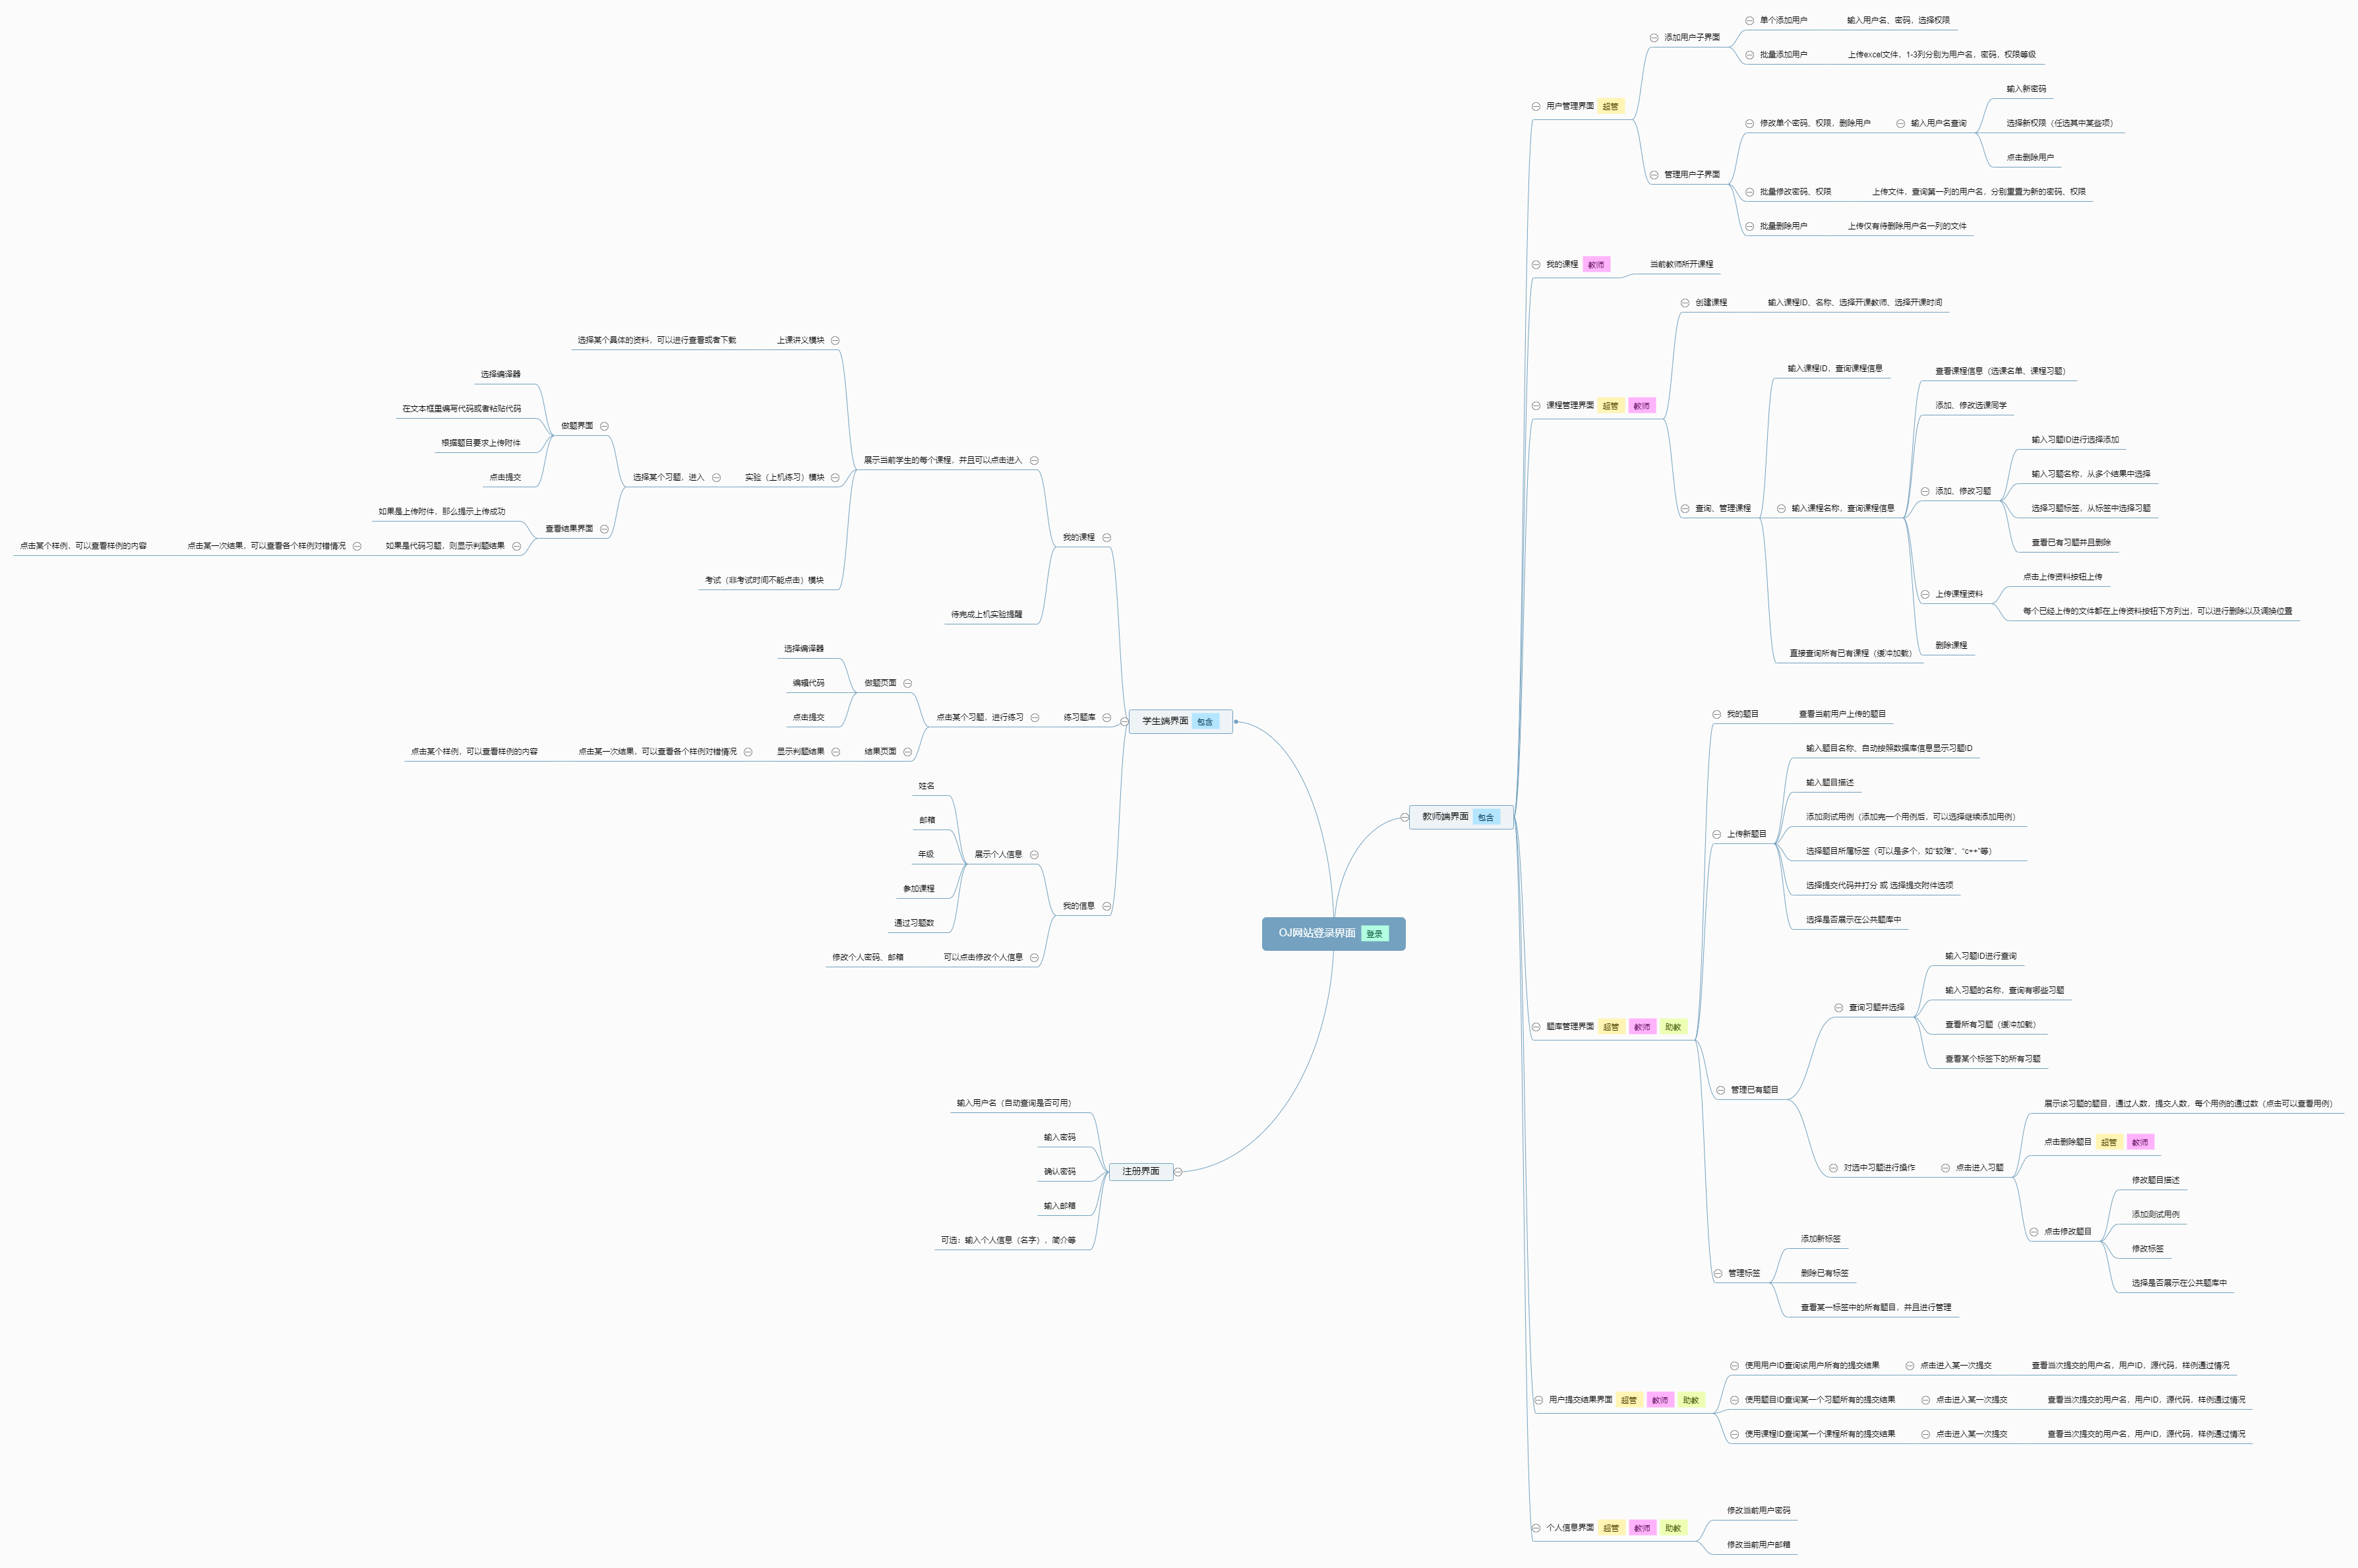 OJ网站登录界面 登录
教师端界面 包含
用户管理界面 超管
添加用户子界面
单个添加用户
输入用户名、密码，选择权限
批量添加用户
上传excel文件，1-3列分别为用户名，密码，权限等级
管理用户子界面
修改单个密码、权限，删除用户
输入用户名查询
输入新密码
选择新权限（任选其中某些项）
点击删除用户
批量修改密码、权限
上传文件，查询第一列的用户名，分别重置为新的密码、权限
批量删除用户
上传仅有待删除用户名一列的文件
我的课程 教师
当前教师所开课程
课程管理界面 超管 教师
创建课程
输入课程ID、名称、选择开课教师、选择开课时间
查询、管理课程
输入课程ID，查询课程信息
输入课程名称，查询课程信息
查看课程信息（选课名单、课程习题）
添加、修改选课同学
添加、修改习题
输入习题ID进行选择添加
输入习题名称，从多个结果中选择
选择习题标签，从标签中选择习题
查看已有习题并且删除
上传课程资料
点击上传资料按钮上传
每个已经上传的文件都在上传资料按钮下方列出，可以进行删除以及调换位置
删除课程
直接查询所有已有课程（缓冲加载）
题库管理界面 超管 教师 助教
我的题目
查看当前用户上传的题目
上传新题目
输入题目名称、自动按照数据库信息显示习题ID
输入题目描述
添加测试用例（添加完一个用例后，可以选择继续添加用例）
选择题目所属标签（可以是多个，如“较难”、“c++”等）
选择提交代码并打分 或 选择提交附件选项
选择是否展示在公共题库中
管理已有题目
查询习题并选择
输入习题ID进行查询
输入习题的名称，查询有哪些习题
查看所有习题（缓冲加载）
查看某个标签下的所有习题
对选中习题进行操作
点击进入习题
展示该习题的题目，通过人数，提交人数，每个用例的通过数（点击可以查看用例）
点击删除题目 超管 教师
点击修改题目
修改题目描述
添加测试用例
修改标签
选择是否展示在公共题库中
管理标签
添加新标签
删除已有标签
查看某一标签中的所有题目，并且进行管理
用户提交结果界面 超管 教师 助教
使用用户ID查询该用户所有的提交结果
点击进入某一次提交
查看当次提交的用户名，用户ID，源代码，样例通过情况
使用题目ID查询某一个习题所有的提交结果
点击进入某一次提交
查看当次提交的用户名，用户ID，源代码，样例通过情况
使用课程ID查询某一个课程所有的提交结果
点击进入某一次提交
查看当次提交的用户名，用户ID，源代码，样例通过情况
个人信息界面 超管 教师 助教
修改当前用户密码
修改当前用户邮箱
学生端界面 包含
我的课程
展示当前学生的每个课程，并且可以点击进入
上课讲义模块
选择某个具体的资料，可以进行查看或者下载
实验（上机练习）模块
选择某个习题，进入
做题界面
选择编译器
在文本框里编写代码或者粘贴代码
根据题目要求上传附件
点击提交
查看结果界面
如果是上传附件，那么提示上传成功
如果是代码习题，则显示判题结果
点击某一次结果，可以查看各个样例对错情况
点击某个样例，可以查看样例的内容
考试（非考试时间不能点击）模块
待完成上机实验提醒
练习题库
点击某个习题，进行练习
做题页面
选择编译器
编辑代码
点击提交
结果页面
显示判题结果
点击某一次结果，可以查看各个样例对错情况
点击某个样例，可以查看样例的内容
我的信息
展示个人信息
姓名
邮箱
年级
参加课程
通过习题数
可以点击修改个人信息
修改个人密码、邮箱
注册界面
输入用户名（自动查询是否可用）
输入密码
确认密码
输入邮箱
可选：输入个人信息（名字），简介等